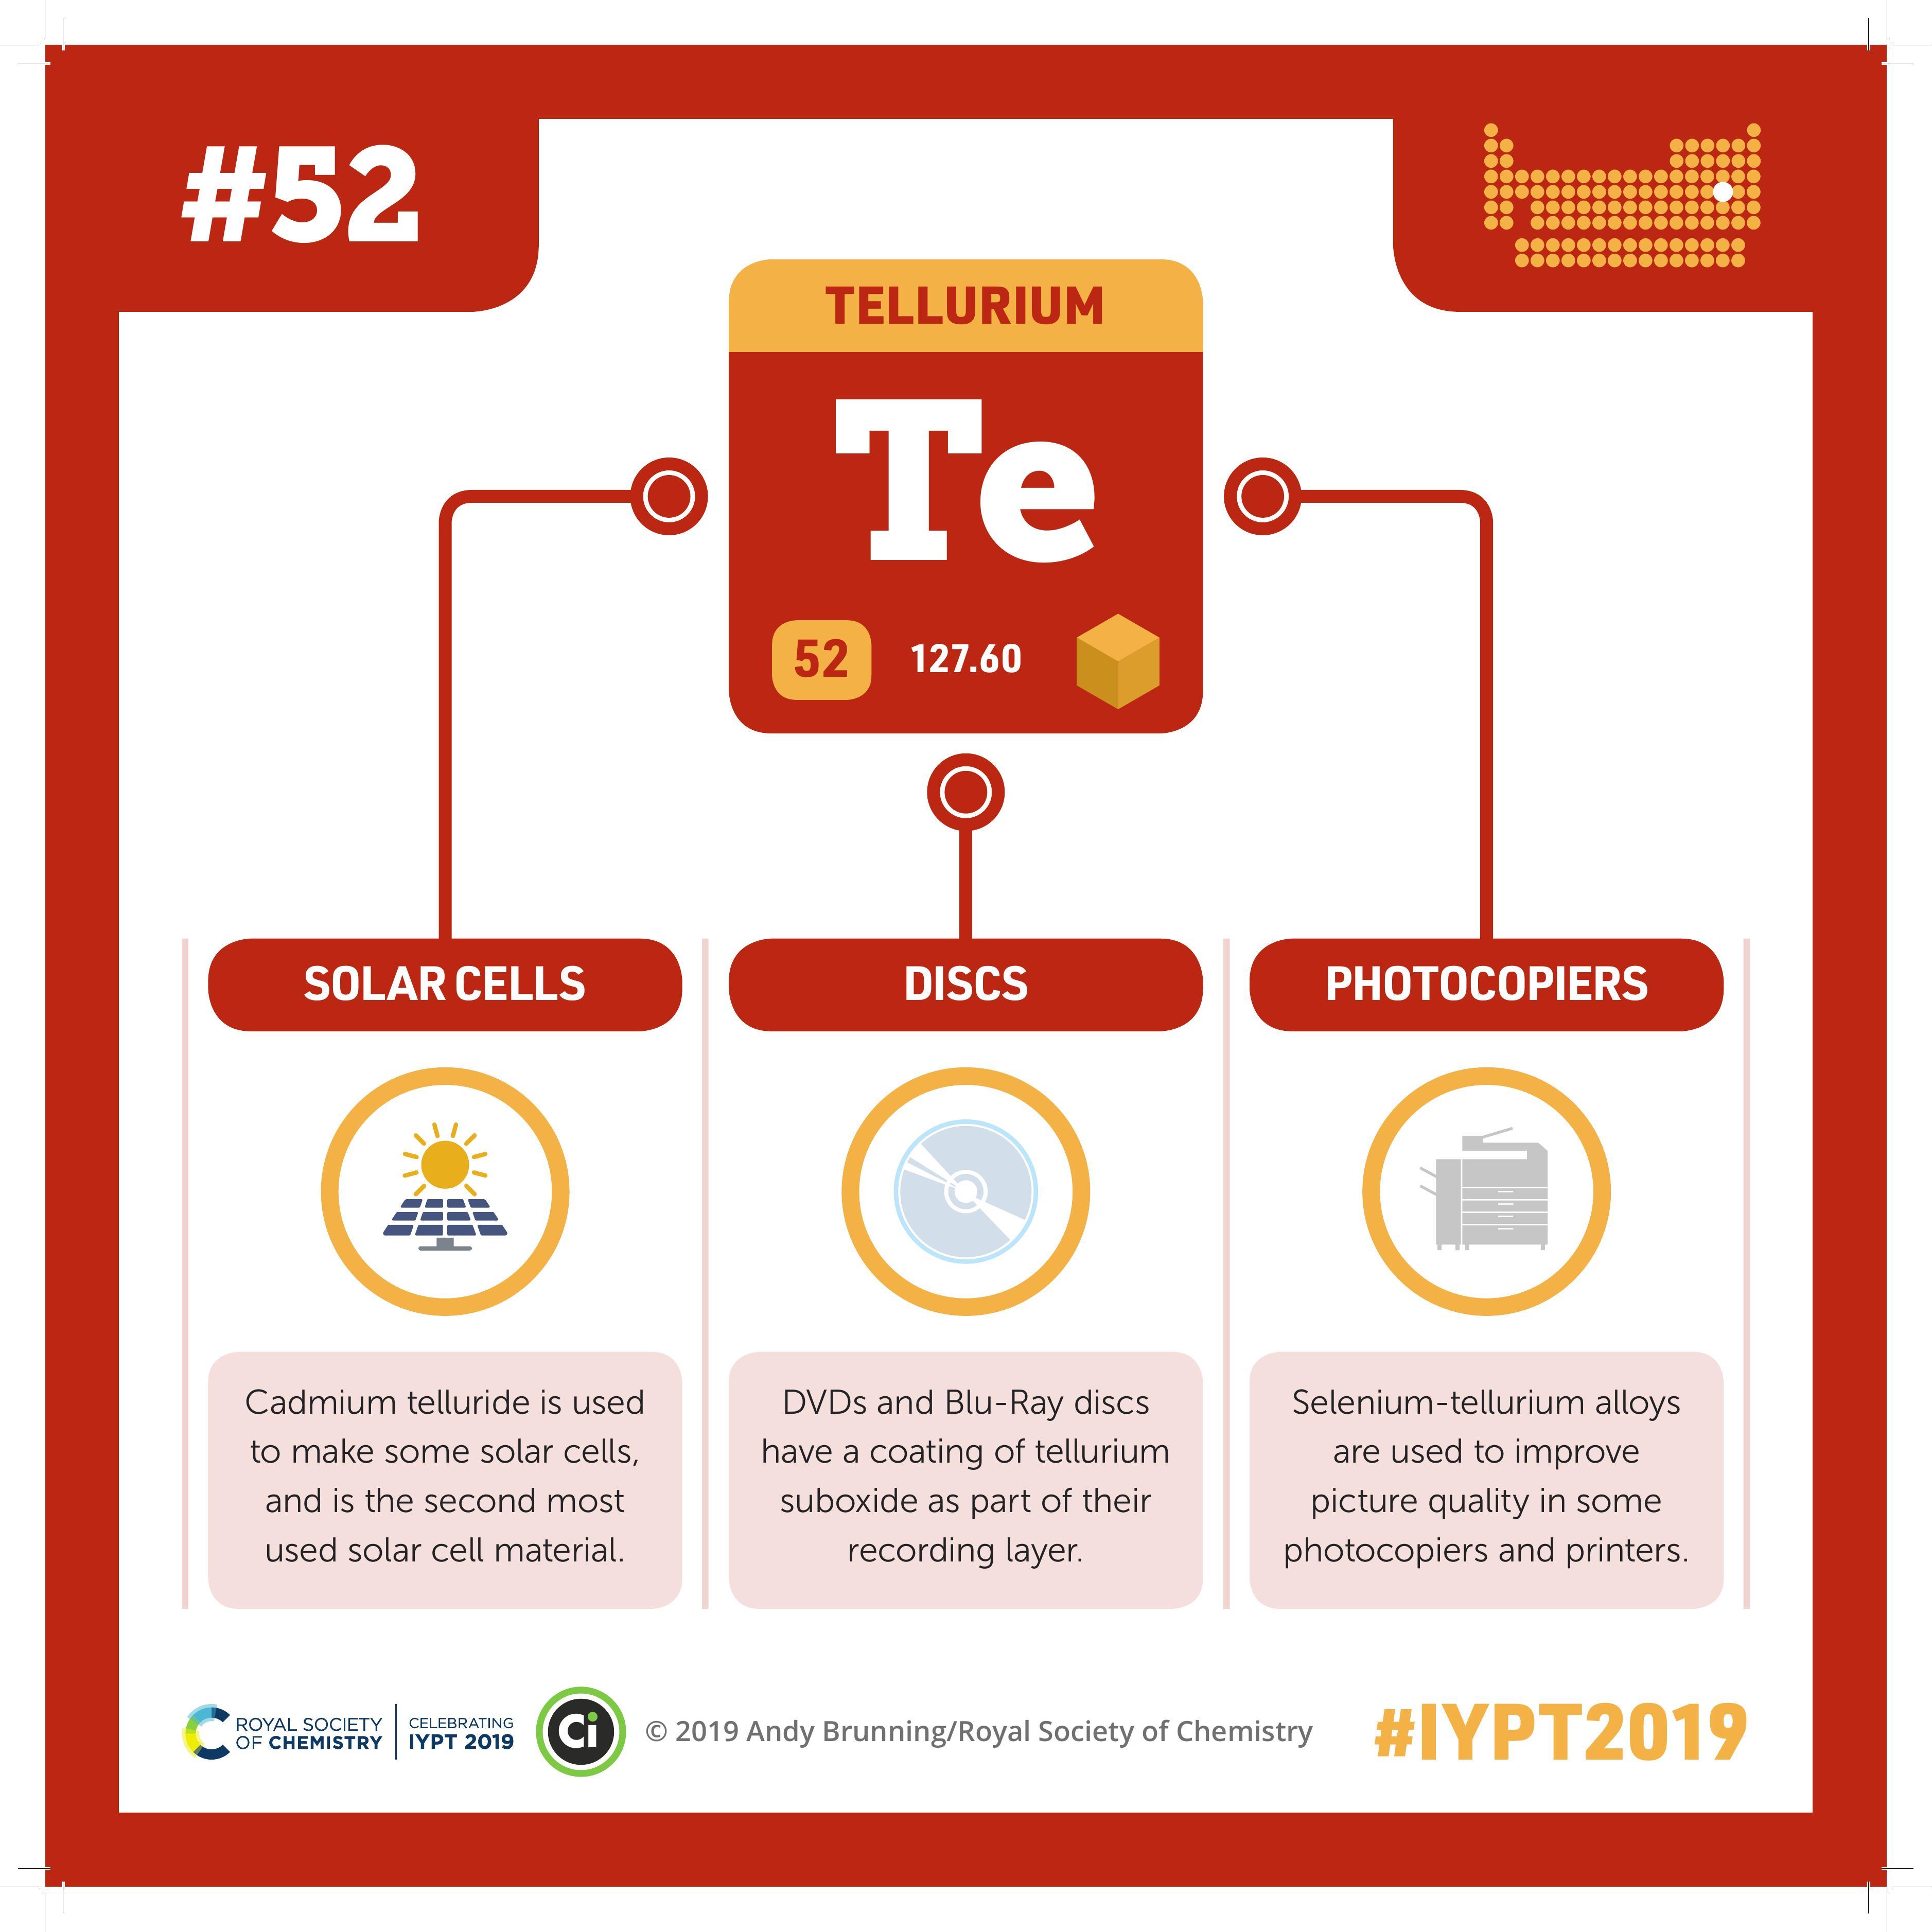 #52
TELLURIUM
Te
52 127.60
SOLAR CELLS
Cadmium telluride is used
to make some solar cells,
and is the second most
used solar cell material.
DISCS
DVDs and Blu-Ray discs
have a coating of tellurium
suboxide as part of their
recording layer.
PHOTOCOPIERS
Selenium-tellurium alloys
are used to improve
picture quality in some
photocopiers and printers.
ROYAL SOCIETY
OF CHEMISTRY
CELEBRATING
IYPT 2019
Ci
© 2019 Andy Brunning/Royal Society of Chemistry
#IYPT2019